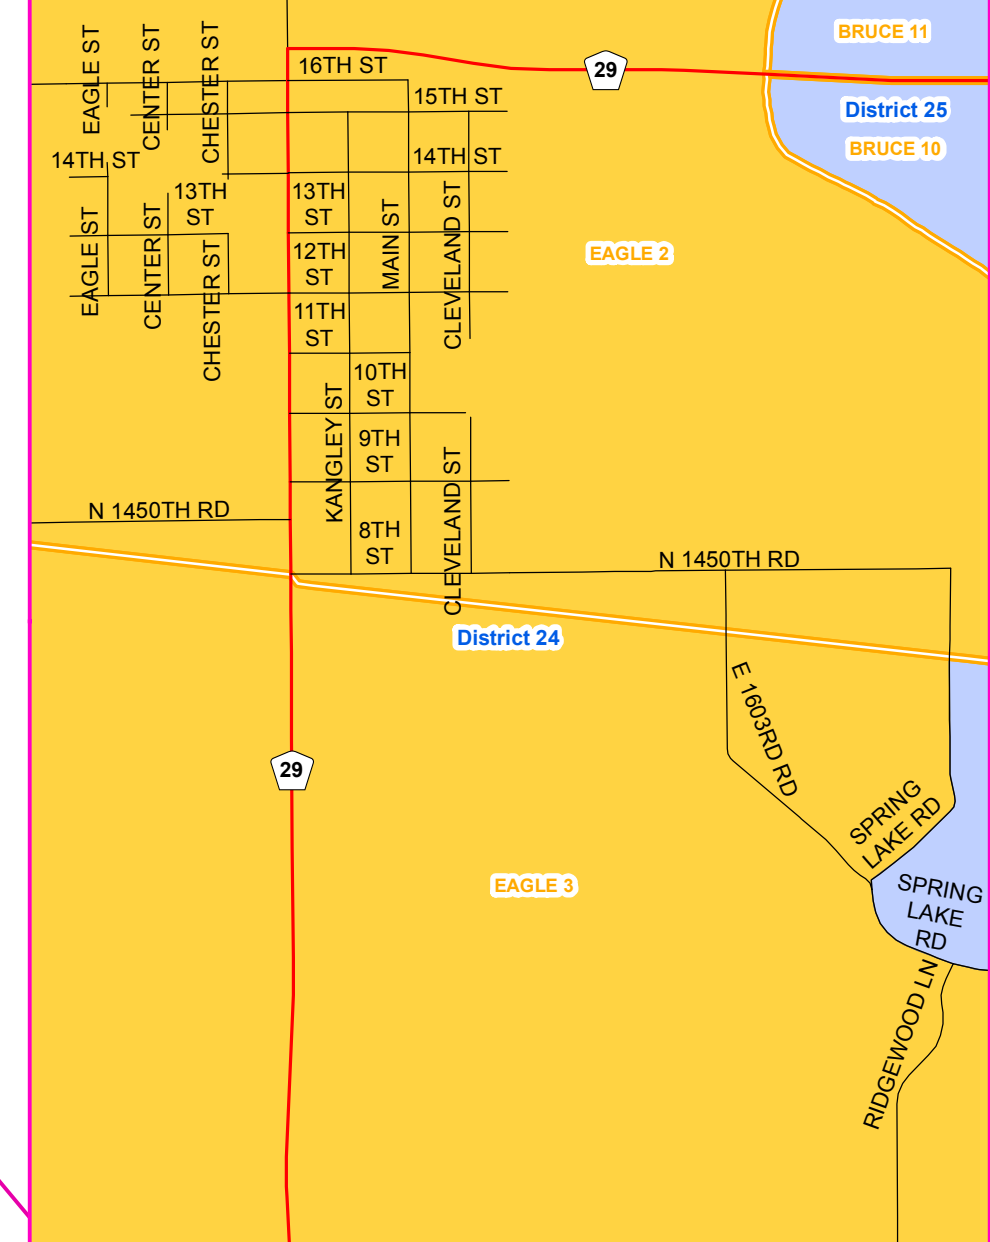 BRUCE 11
EAGLE ST
CENTER ST
CHESTER ST
16TH ST
29
15TH ST
District 25
BRUCE 10
14TH ST
14TH ST
13TH
ST
13TH
ST
EAGLE ST
CENTER ST
CHESTER ST
MAIN ST
CLEVELAND ST
12TH
ST
EAGLE 2
11TH
ST
10TH
ST
KANGLEY ST
9TH
ST
CLEVELAND ST
N 1450TH RD
8TH
ST
N 1450TH RD
District 24
E 1603RD RD
29
SPRING
LAKE RD
EAGLE 3
SPRING
LAKE
RD
RIDGEWOOD LN